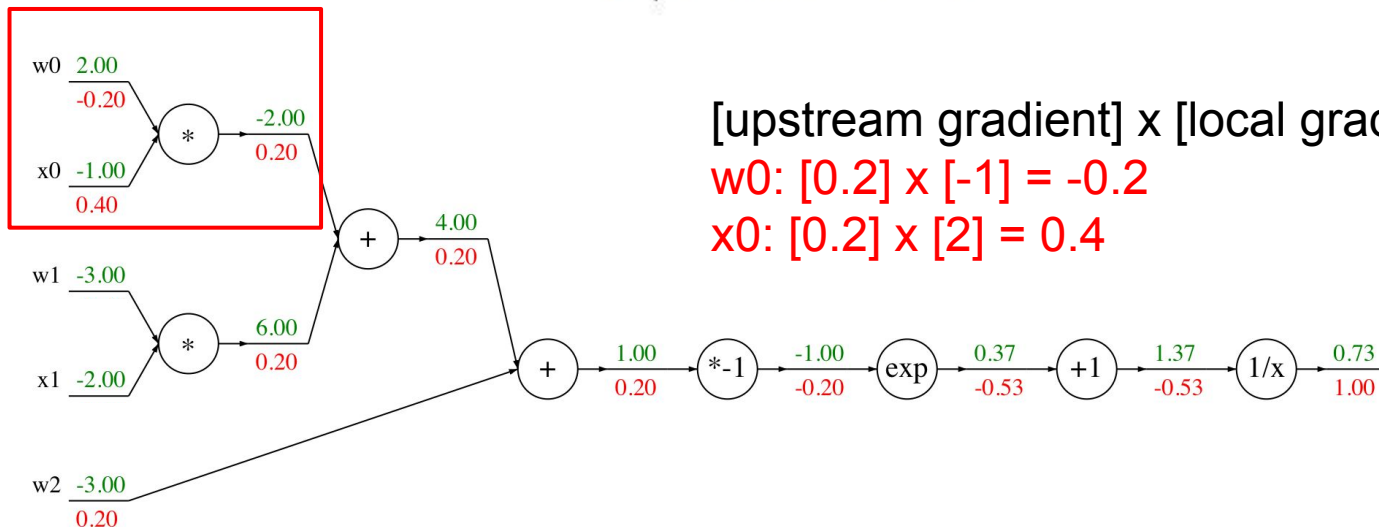 w0 2.00
-0.20
*
-2.00
0.20
x0 -1.00
0.40
[upstream gradient] x [local grad
w0: [0.2] x [-1] = -0.2
x0: [0.2] x [2] = 0.4
+
4.00
0.20
w1 -3.00
*
6.00
0.20
x1 -2.00
+
1.00
0.20
*-1
-1.00
-0.20
exp
0.37
-0.53
+1
1.37
-0.53
1/x
0.73
1.00
w2 -3.00
0.20